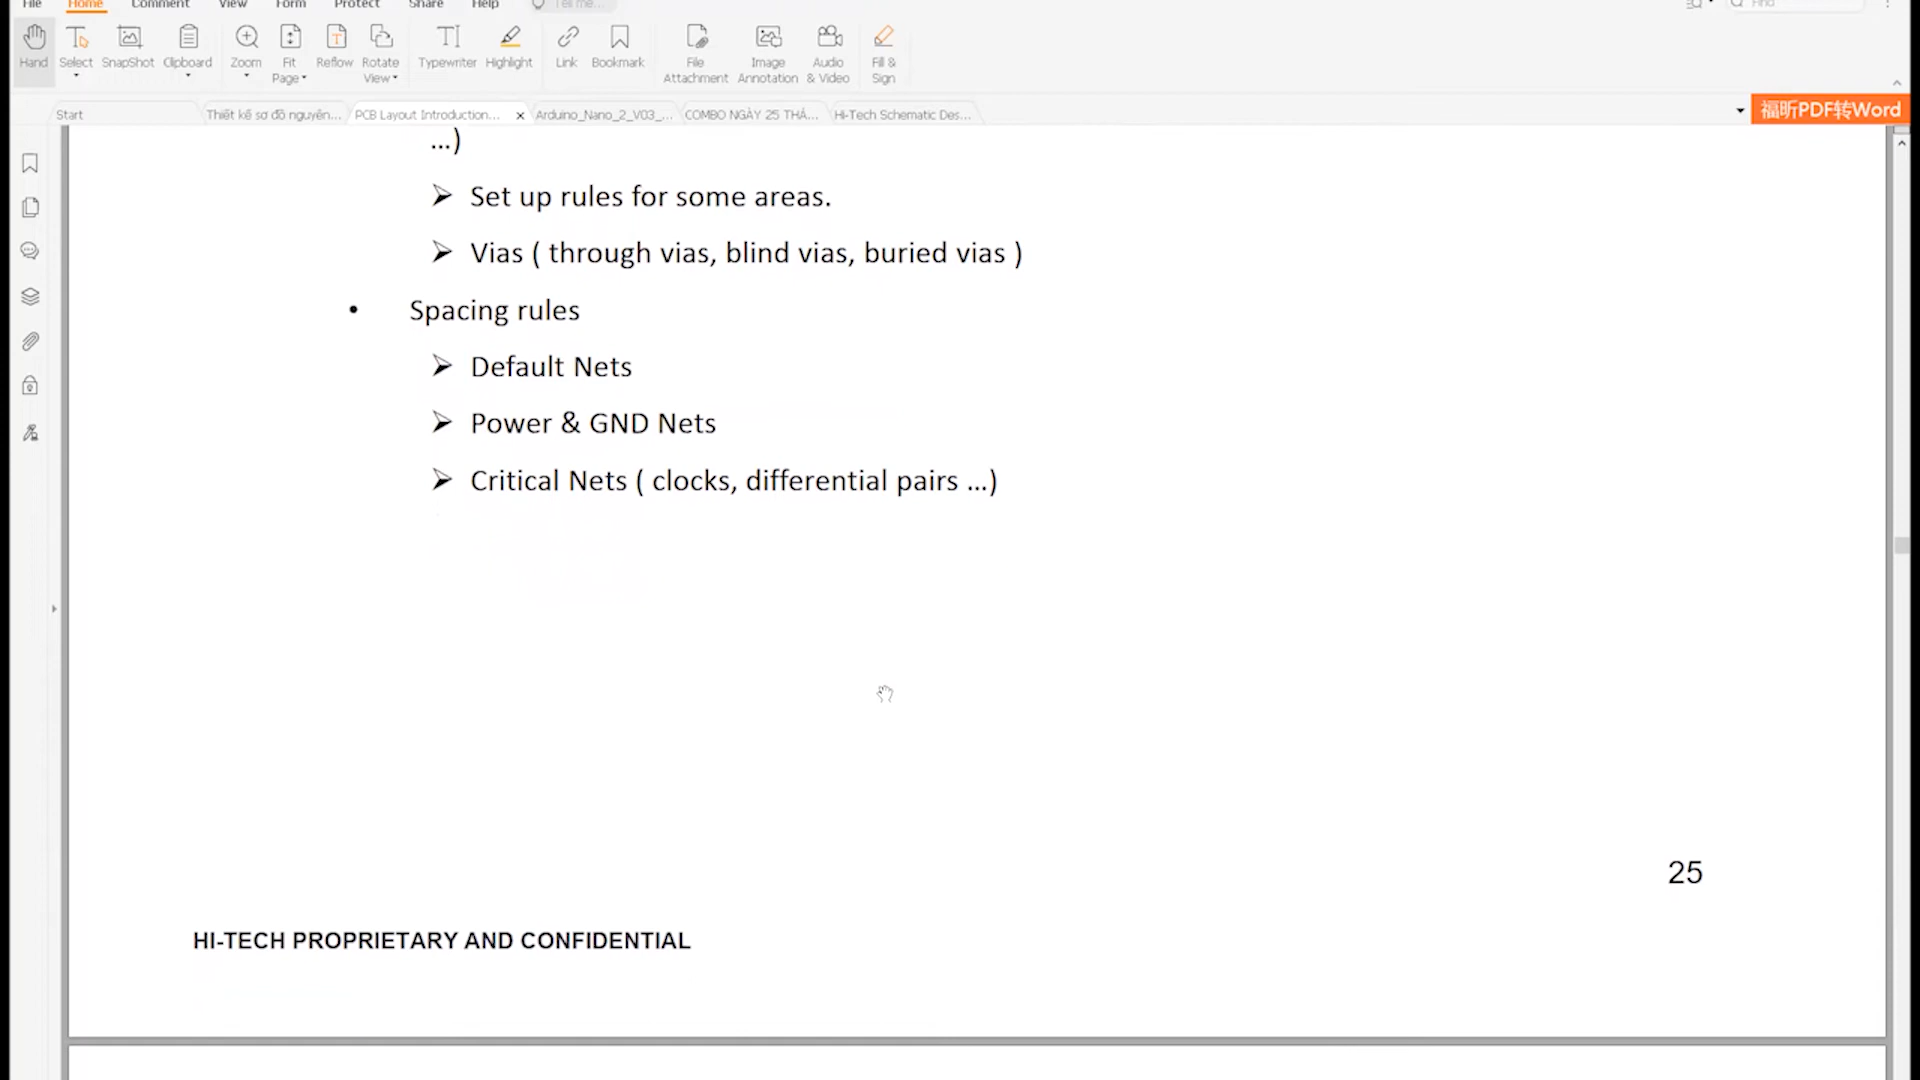 File Home Comment View Form Protect Share Help Tell me... Find
Hand Select SnapShot Clipboard Zoom Fit Page Reflow Rotate View Typewriter Highlight Link Bookmark File Attachment Image Annotation Audio & Video Fill & Sign
Start Thiết kế sơ đồ nguyên... PCB Layout Introduction... Arduino_Nano_2_V03_... COMBO NGÀY 25 THÁ... Hi-Tech Schematic Des... 福昕PDF转Word
...)
➢ Set up rules for some areas.
➢ Vias ( through vias, blind vias, buried vias )
• Spacing rules
➢ Default Nets
➢ Power & GND Nets
➢ Critical Nets ( clocks, differential pairs ...)
25
HI-TECH PROPRIETARY AND CONFIDENTIAL